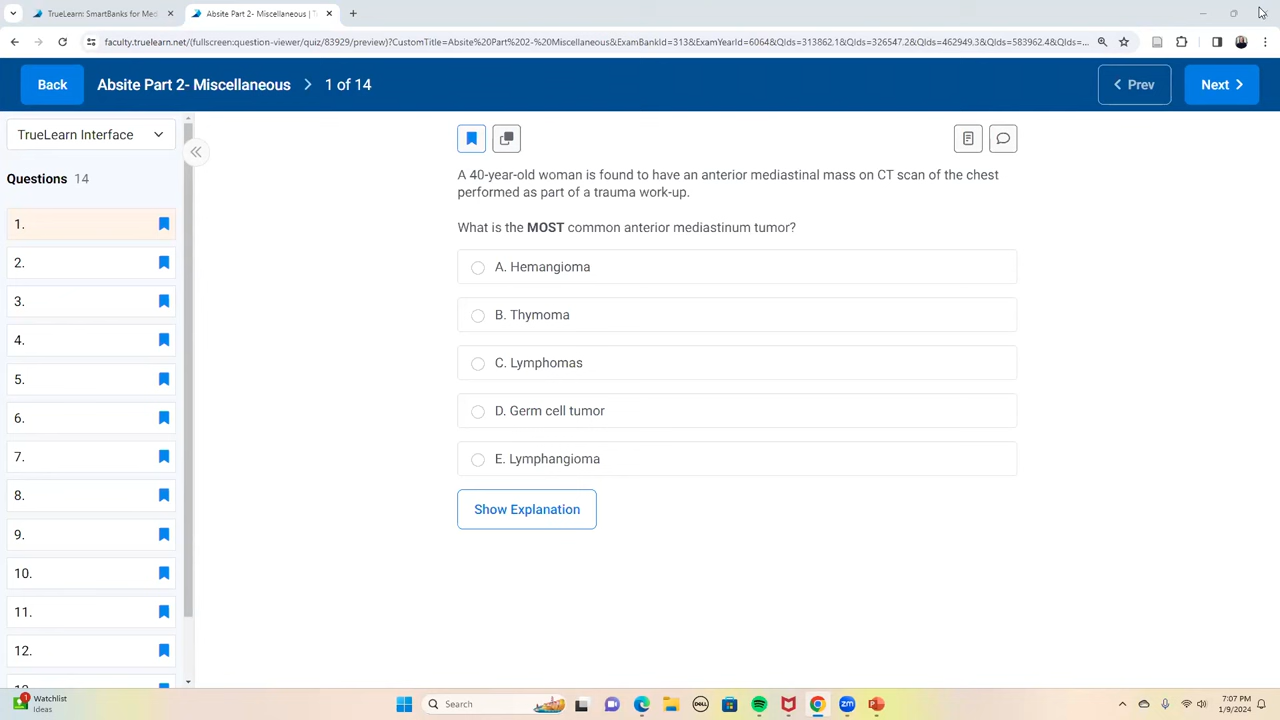 TrueLearn: SmartBanks for Med
Absite Part 2- Miscellaneous | T
faculty.truelearn.net/(fullscreen:question-viewer/quiz/83929/preview)?CustomTitle=Absite%20Part%202-%20Miscellaneous&ExamBankId=313&ExamYearId=6064&QIds=313862.1&QIds=326547.2&QIds=462949.3&QIds=583962.4&QIds=...
Back
Absite Part 2- Miscellaneous > 1 of 14
Prev
Next
TrueLearn Interface
Questions 14
1.
2.
3.
4.
5.
6.
7.
8.
9.
10.
11.
12.
A 40-year-old woman is found to have an anterior mediastinal mass on CT scan of the chest
performed as part of a trauma work-up.
What is the MOST common anterior mediastinum tumor?
A. Hemangioma
B. Thymoma
C. Lymphomas
D. Germ cell tumor
E. Lymphangioma
Show Explanation
1
Watchlist
Ideas
Search
DELL
zm
P
7:07 PM
1/9/2024